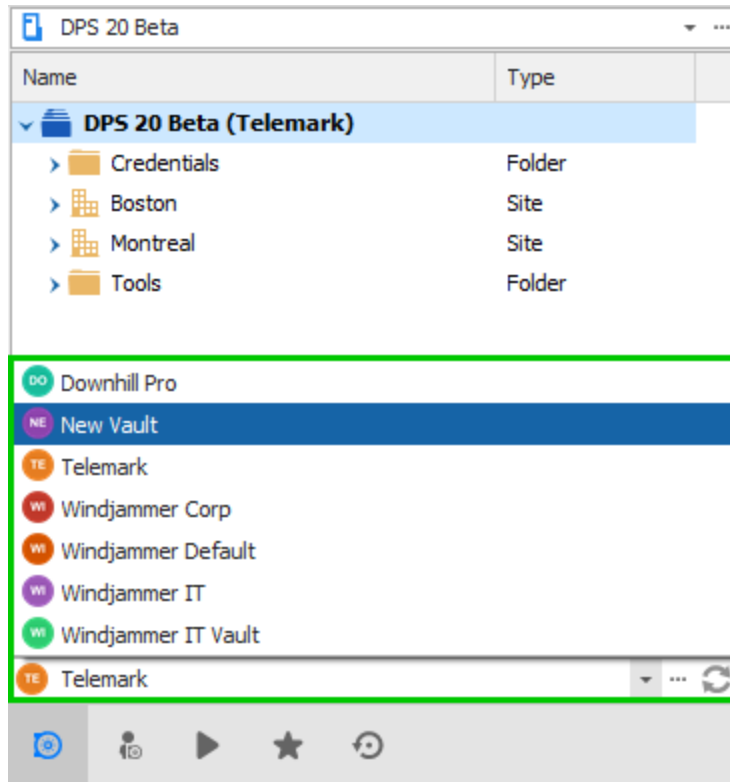 DPS 20 Beta
Name Type
DPS 20 Beta (Telemark)
Credentials Folder
Boston Site
Montreal Site
Tools Folder
DO Downhill Pro
NE New Vault
TE Telemark
WI Windjammer Corp
WI Windjammer Default
WI Windjammer IT
WI Windjammer IT Vault
TE Telemark